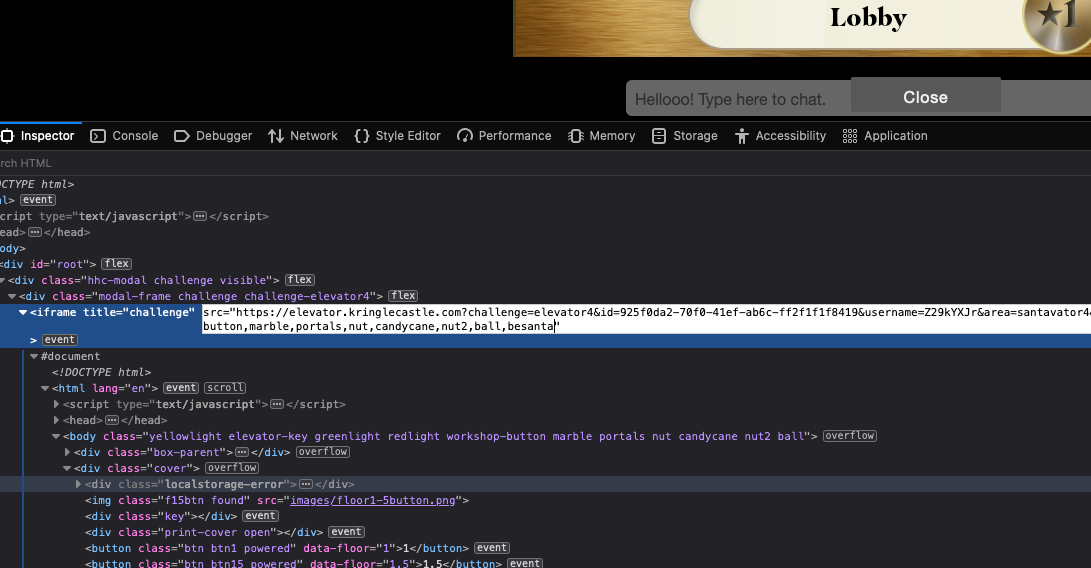 Lobby
1
Hellooo! Type here to chat.
Close
Inspector Console Debugger Network Style Editor Performance Memory Storage Accessibility Application
rch HTML
OCTYPE html>
nl> event
cript type="text/javascript"> </script>
ead> </head>
ody>
<div id="root"> flex
<div class="hhc-modal challenge visible"> flex
<div class="modal-frame challenge challenge-elevator4"> flex
<iframe title="challenge" src="https://elevator.kringlecastle.com?challenge=elevator4&id=925f0da2-70f0-41ef-ab6c-ff2f1f1f8419&username=Z29kYXJr&area=santavator4&
button,marble,portals,nut,candycane,nut2,ball,besanta"
> event
#document
<!DOCTYPE html>
<html lang="en"> event scroll
<script type="text/javascript"> </script>
<head> </head>
<body class="yellowlight elevator-key greenlight redlight workshop-button marble portals nut candycane nut2 ball"> overflow
<div class="box-parent"> </div> overflow
<div class="cover"> overflow
<div class="localstorage-error"> </div>
<img class="f15btn found" src="images/floor1-5button.png">
<div class="key"></div> event
<div class="print-cover open"></div> event
<button class="btn btn1 powered" data-floor="1">1</button> event
<button class="btn btn15 powered" data-floor="1.5">1.5</button> event